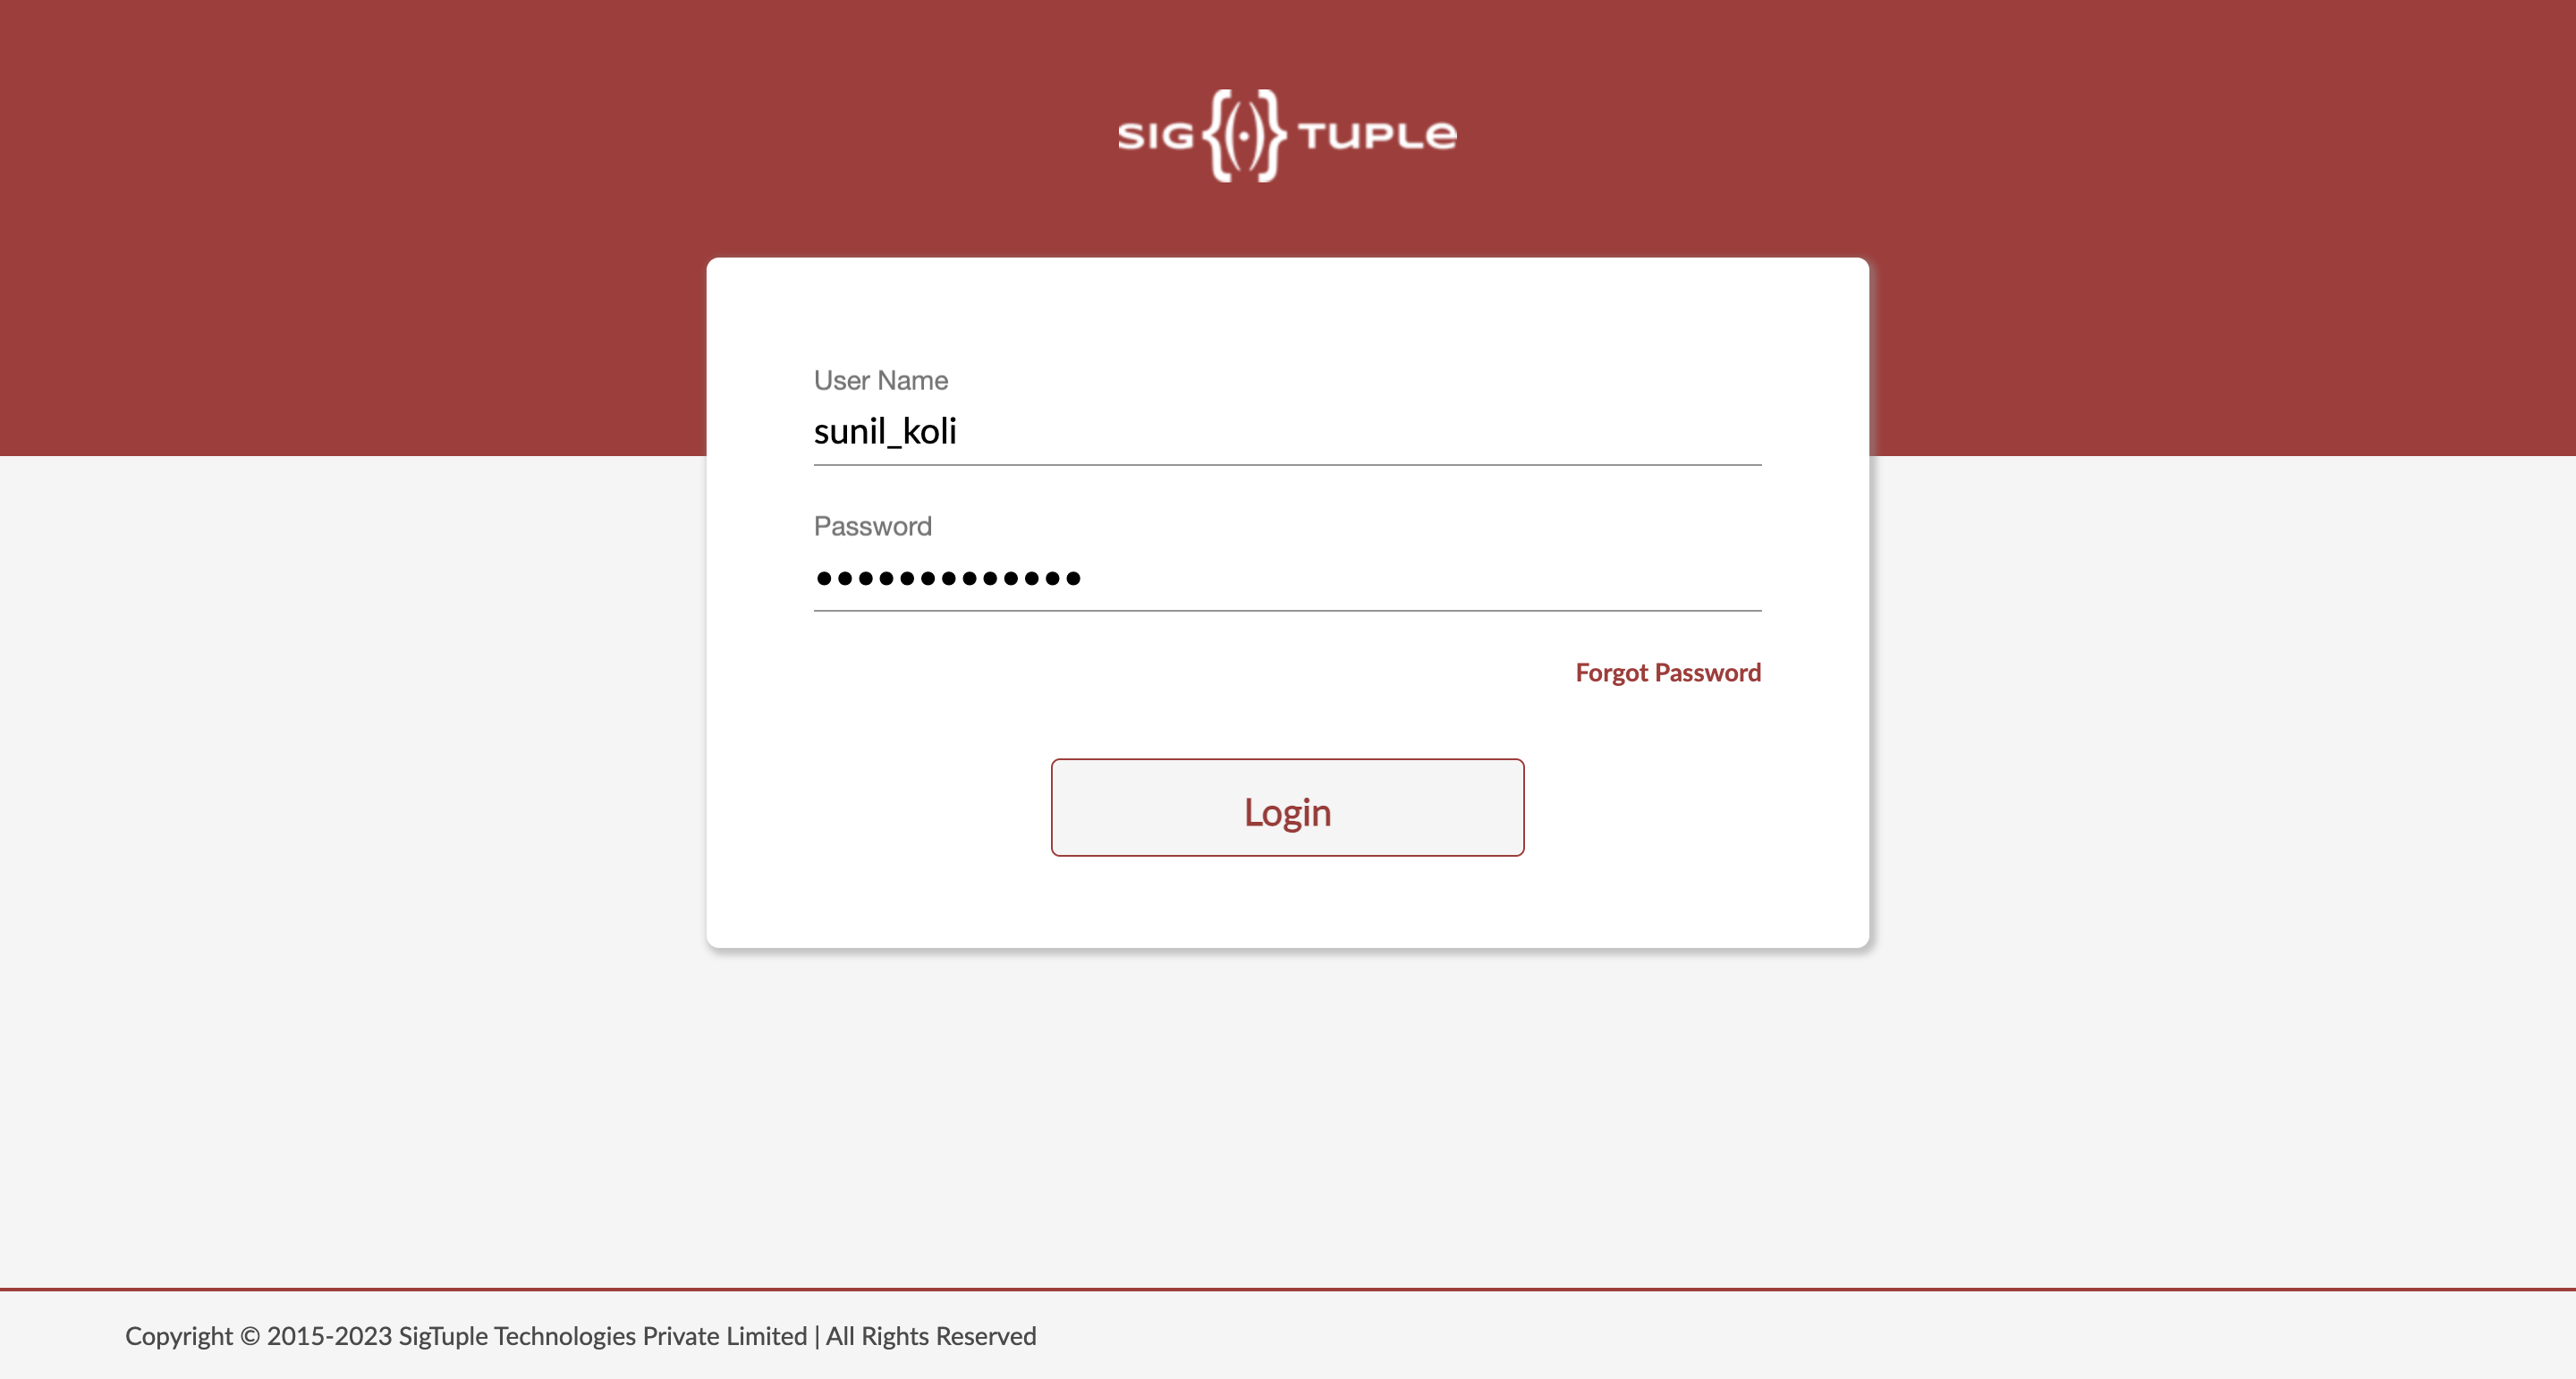 SIG{(·)}TUPLE
User Name
sunil_koli
Password
•••••••••••••
Forgot Password
Login
Copyright © 2015-2023 SigTuple Technologies Private Limited | All Rights Reserved